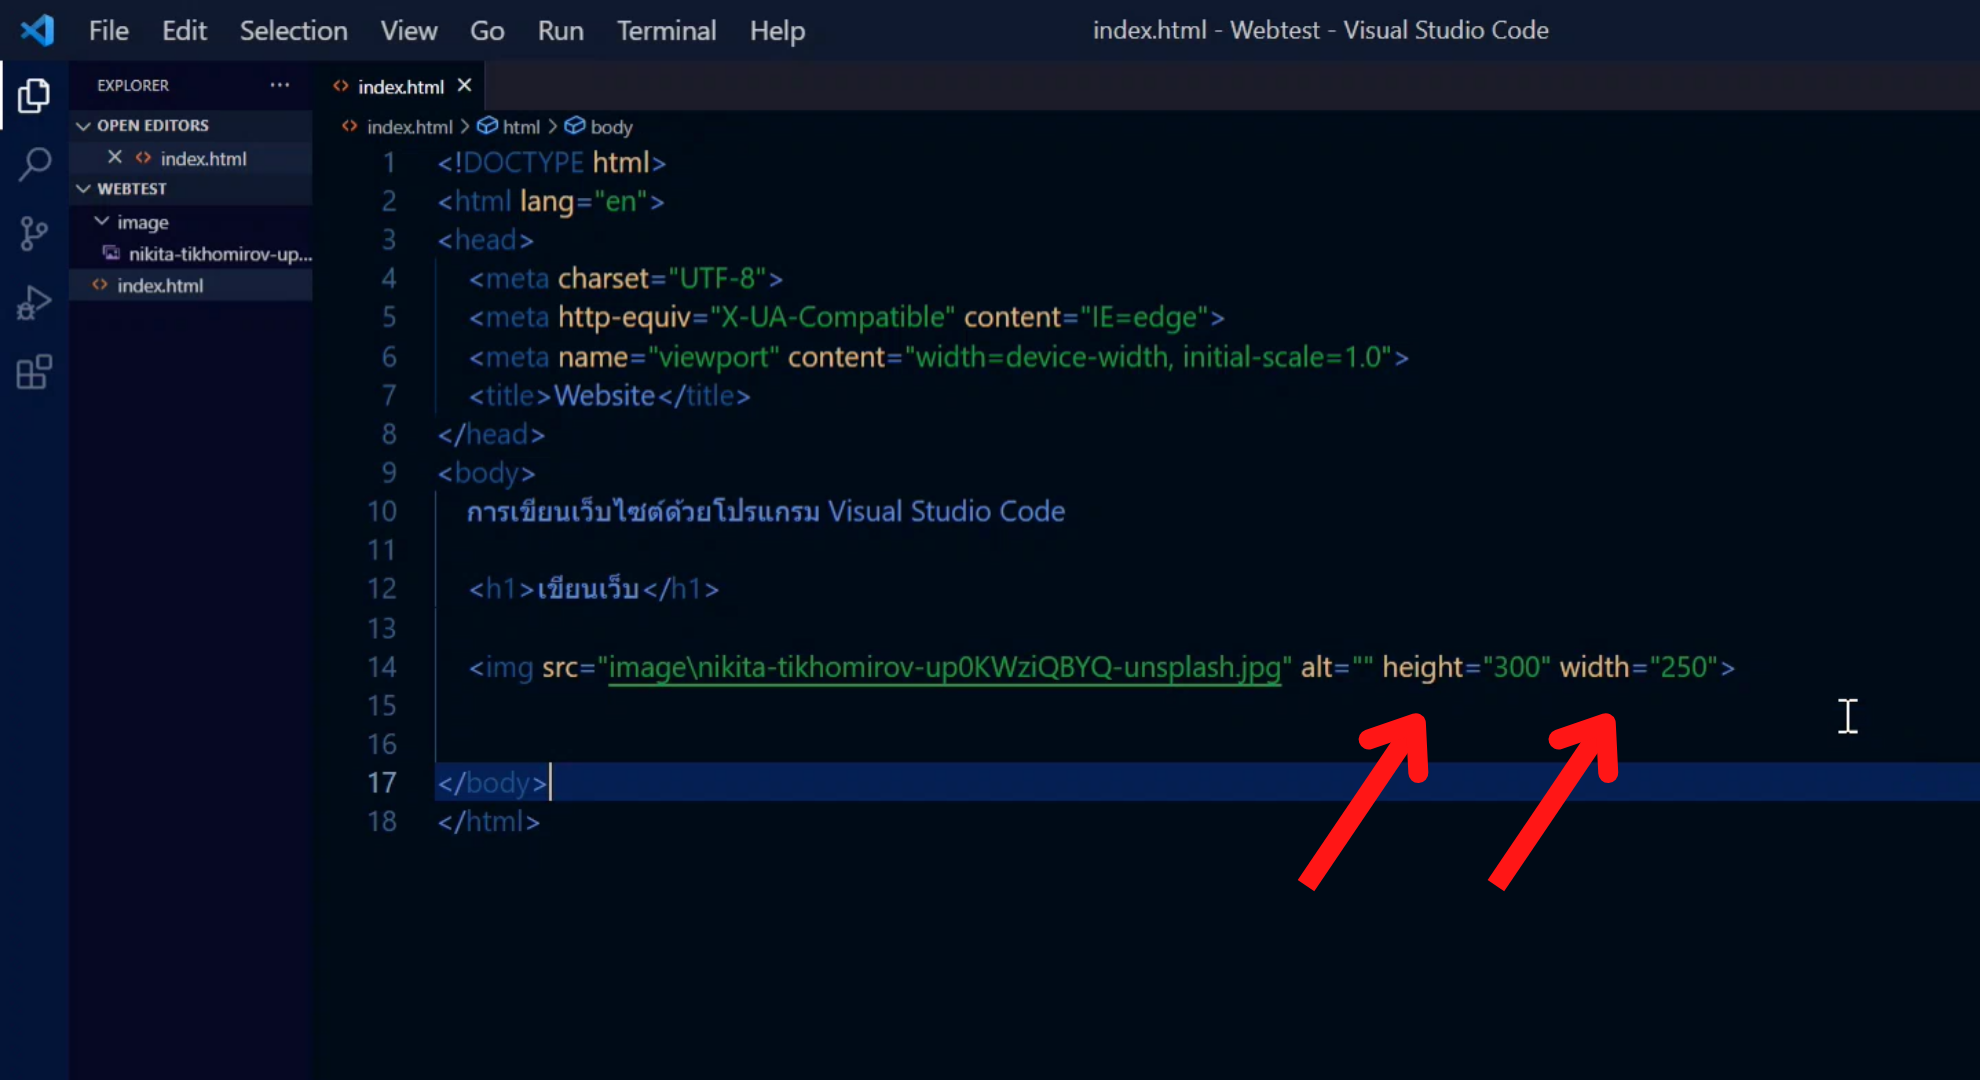 File Edit Selection View Go Run Terminal Help
index.html - Webtest - Visual Studio Code
EXPLORER ···
OPEN EDITORS
index.html
WEBTEST
image
nikita-tikhomirov-up...
index.html
index.html
index.html > html > body
1 <!DOCTYPE html>
2 <html lang="en">
3 <head>
4 <meta charset="UTF-8">
5 <meta http-equiv="X-UA-Compatible" content="IE=edge">
6 <meta name="viewport" content="width=device-width, initial-scale=1.0">
7 <title>Website</title>
8 </head>
9 <body>
10 การเขียนเว็บไซต์ด้วยโปรแกรม Visual Studio Code
11
12 <h1>เขียนเว็บ</h1>
13
14 <img src="image\nikita-tikhomirov-up0KWziQBYQ-unsplash.jpg" alt="" height="300" width="250">
15
16
17 </body>
18 </html>